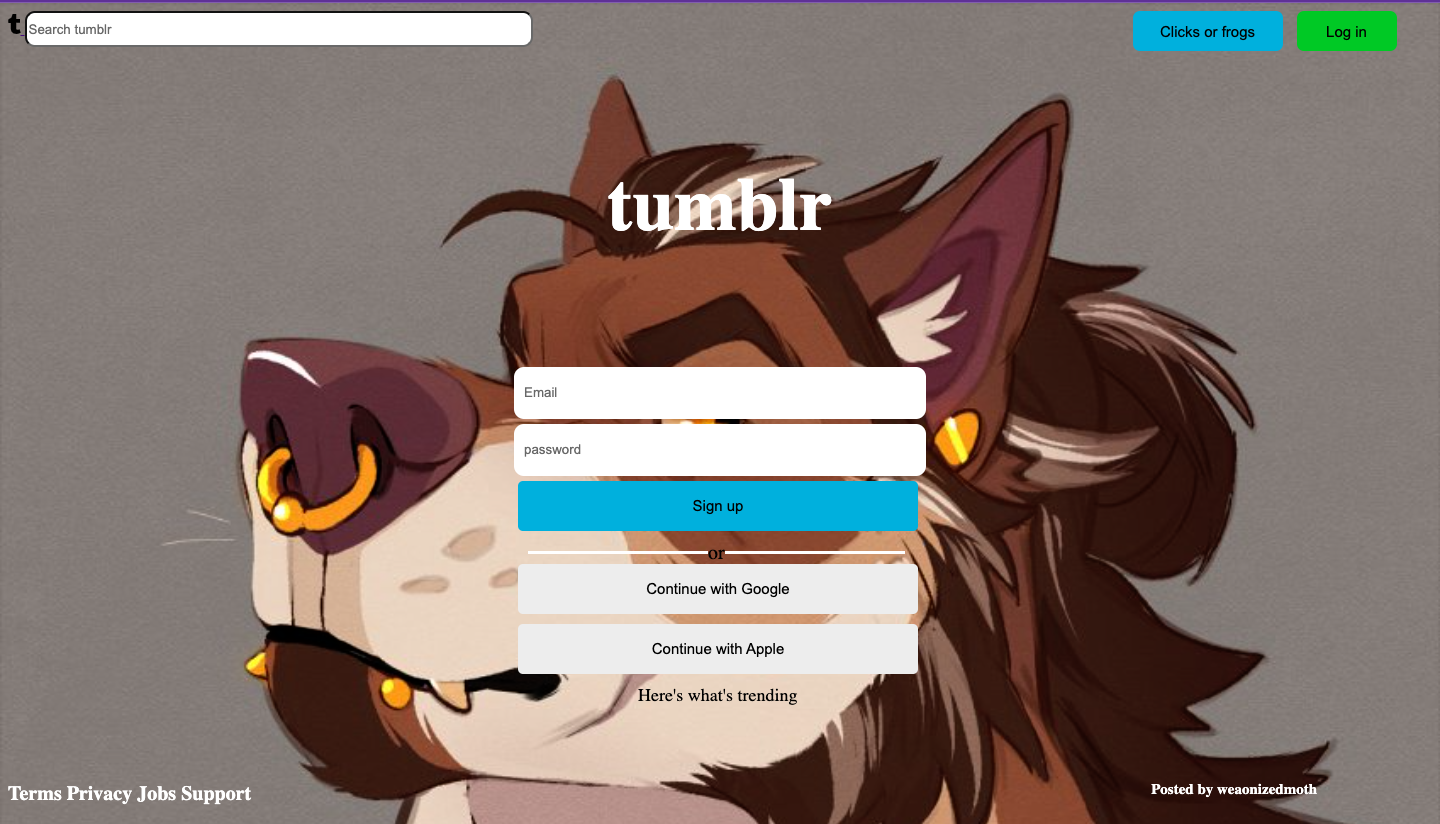 t
Search tumblr
Clicks or frogs
Log in
tumblr
Email
password
Sign up
or
Continue with Google
Continue with Apple
Here's what's trending
Terms Privacy Jobs Support
Posted by weaonizedmoth